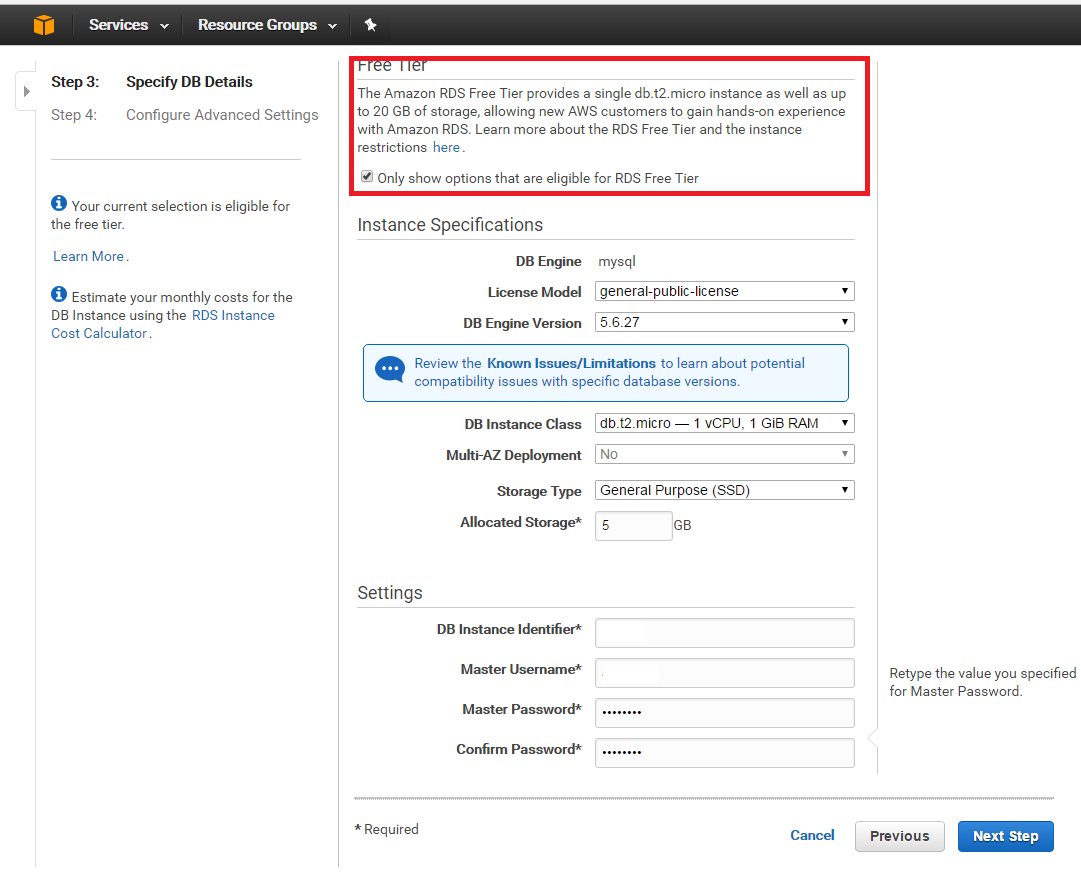 Services
Resource Groups
Step 3: Specify DB Details
Step 4: Configure Advanced Settings
Your current selection is eligible for
the free tier.
Learn More.
Estimate your monthly costs for the
DB Instance using the RDS Instance
Cost Calculator.
Free Tier
The Amazon RDS Free Tier provides a single db.t2.micro instance as well as up
to 20 GB of storage, allowing new AWS customers to gain hands-on experience
with Amazon RDS. Learn more about the RDS Free Tier and the instance
restrictions here.
Only show options that are eligible for RDS Free Tier
Instance Specifications
DB Engine mysql
License Model general-public-license
DB Engine Version 5.6.27
Review the Known Issues/Limitations to learn about potential
compatibility issues with specific database versions.
DB Instance Class db.t2.micro — 1 vCPU, 1 GiB RAM
Multi-AZ Deployment No
Storage Type General Purpose (SSD)
Allocated Storage* 5 GB
Settings
DB Instance Identifier*
Master Username*
Master Password* ••••••••
Confirm Password* ••••••••
Retype the value you specified
for Master Password.
* Required
Cancel
Previous
Next Step